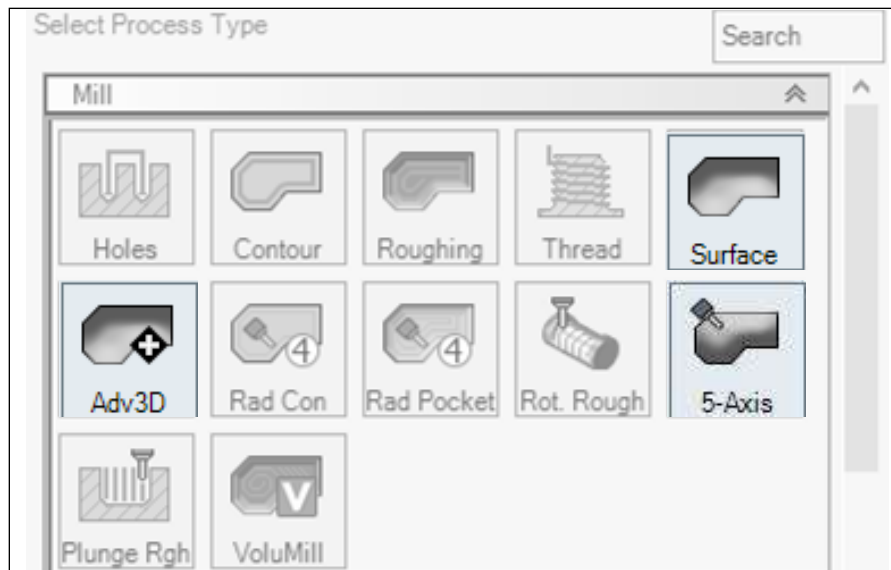 Select Process Type
Search
Mill
Holes Contour Roughing Thread Surface
4 4
Adv3D Rad Con Rad Pocket Rot. Rough 5-Axis
V
Plunge Rgh VoluMill